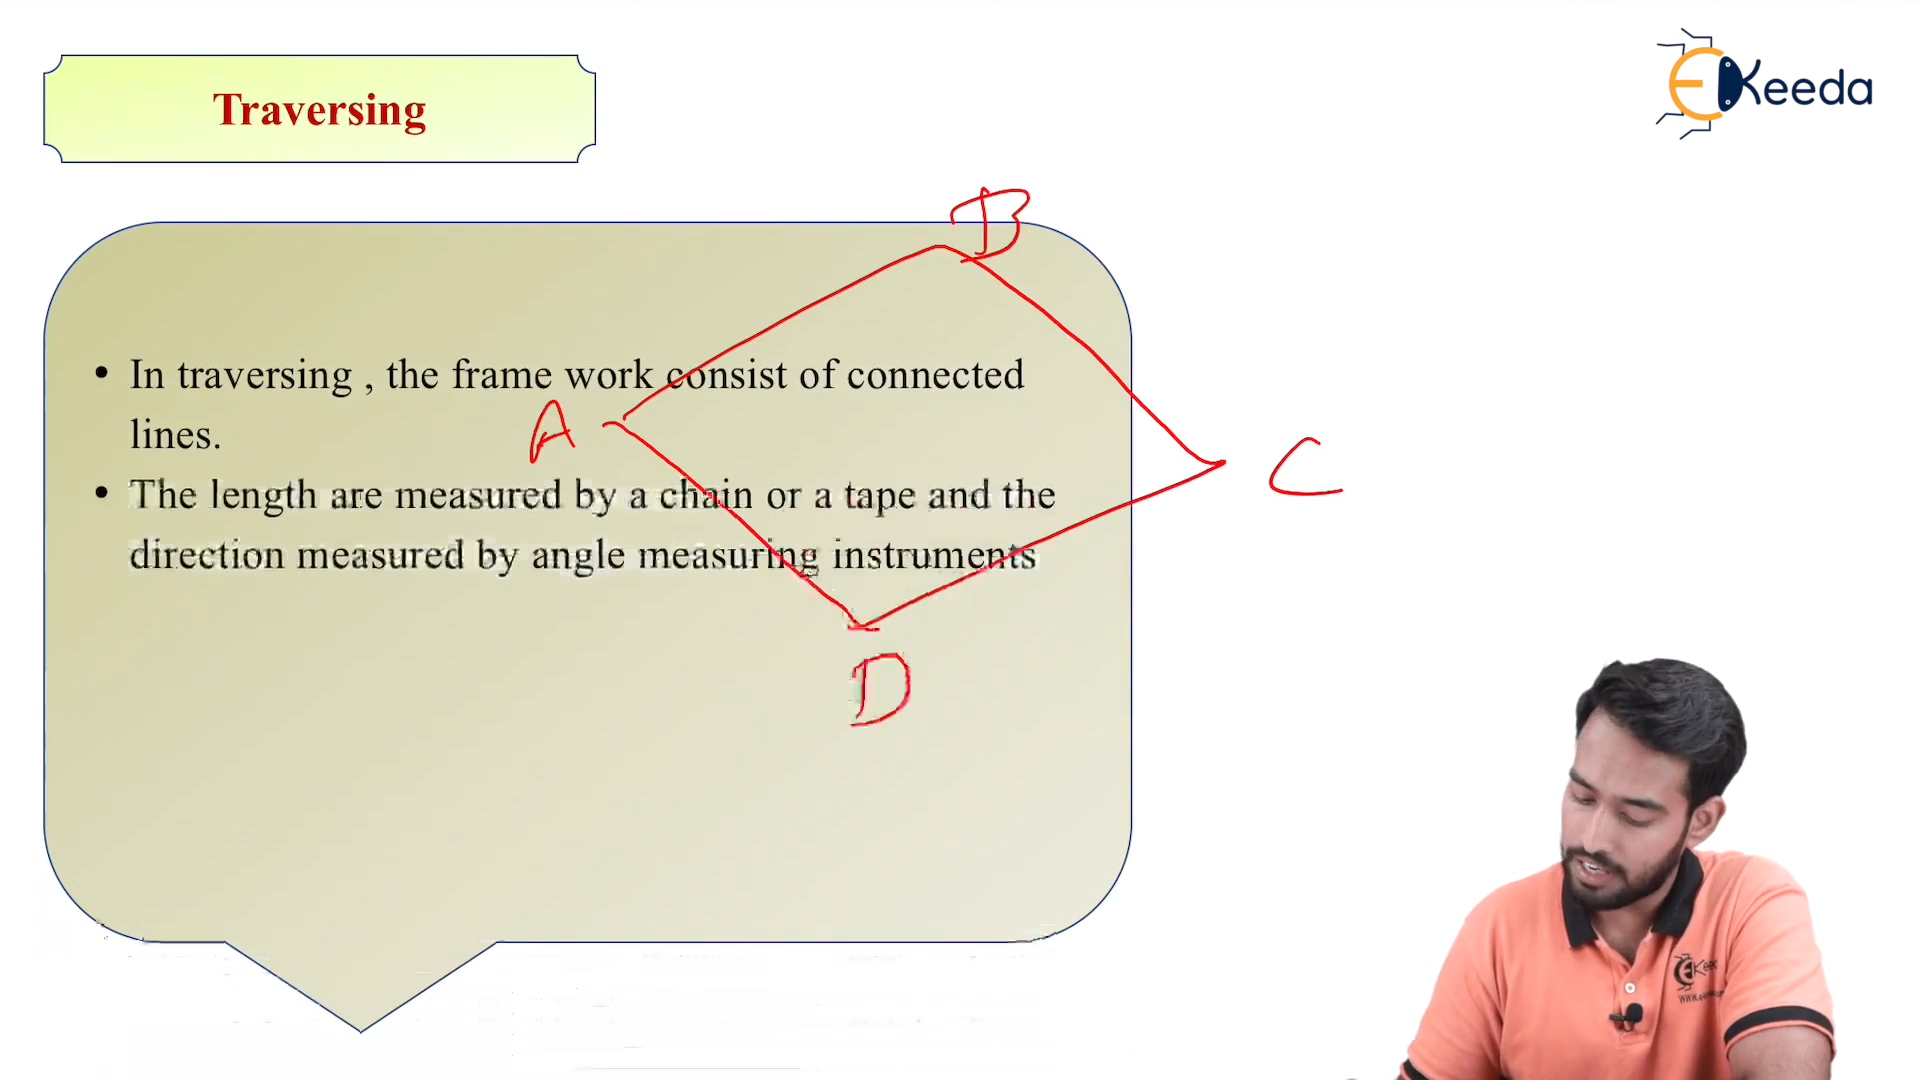 Traversing
EKeeda
B
• In traversing , the frame work consist of connected
lines.
A
C
• The length are measured by a chain or a tape and the
direction measured by angle measuring instruments
D